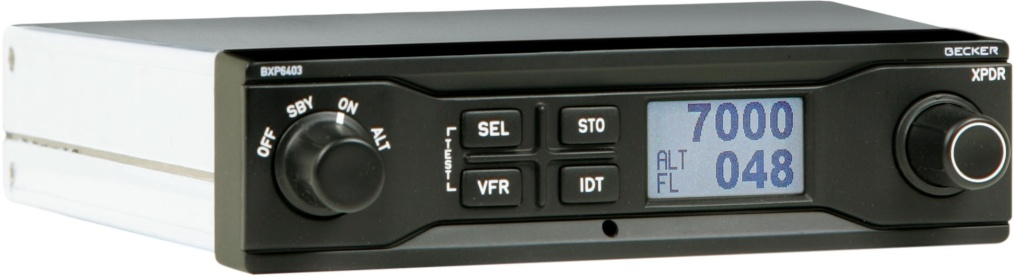 BECKER
BXP6403
XPDR
OFF SBY ON ALT
TEST
SEL STO
VFR IDT
7000
ALT
FL 048